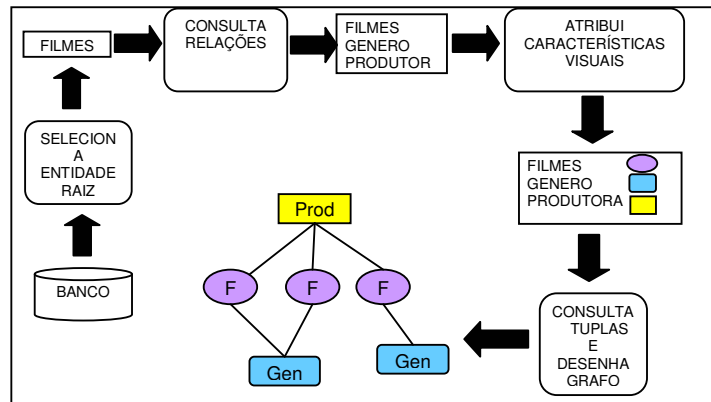 FILMES
CONSULTA
RELAÇÕES
FILMES
GENERO
PRODUTOR
ATRIBUI
CARACTERÍSTICAS
VISUAIS
SELECION
A
ENTIDADE
RAIZ
BANCO
FILMES
GENERO
PRODUTORA
CONSULTA
TUPLAS
E
DESENHA
GRAFO
Prod
F
F
F
Gen
Gen